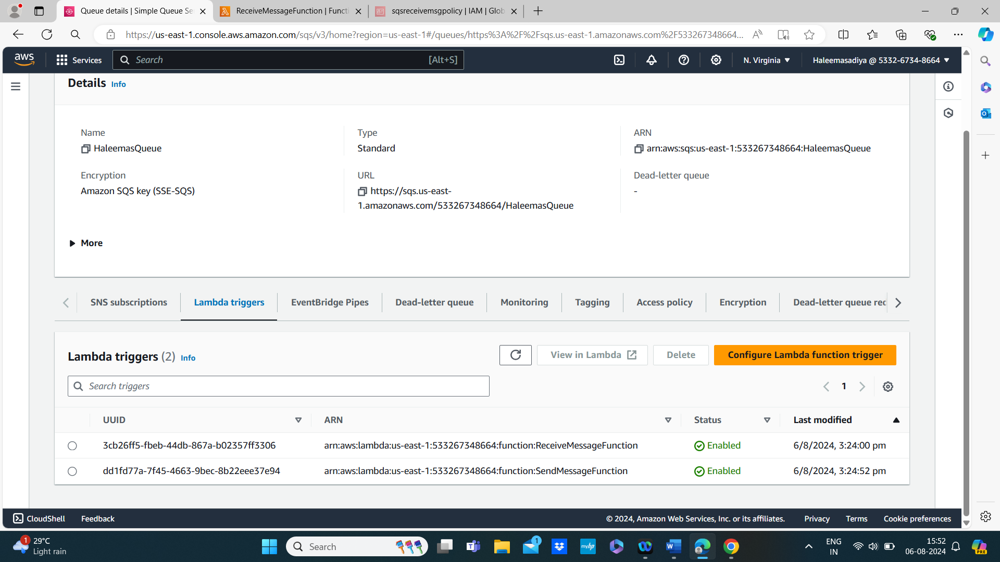 Queue details | Simple Queue Se
ReceiveMessageFunction | Functi
sqsreceivemsgpolicy | IAM | Glob
https://us-east-1.console.aws.amazon.com/sqs/v3/home?region=us-east-1#/queues/https%3A%2F%2Fsqs.us-east-1.amazonaws.com%2F533267348664...
aws
Services
Search
[Alt+S]
N. Virginia
Haleemasadiya @ 5332-6734-8664
Details Info
Name
HaleemasQueue
Type
Standard
ARN
arn:aws:sqs:us-east-1:533267348664:HaleemasQueue
Encryption
Amazon SQS key (SSE-SQS)
URL
https://sqs.us-east-
1.amazonaws.com/533267348664/HaleemasQueue
Dead-letter queue
-
More
SNS subscriptions
Lambda triggers
EventBridge Pipes
Dead-letter queue
Monitoring
Tagging
Access policy
Encryption
Dead-letter queue rec
Lambda triggers (2) Info
View in Lambda
Delete
Configure Lambda function trigger
Search triggers
1
UUID ARN Status Last modified
3cb26ff5-fbeb-44db-867a-b02357ff3306 arn:aws:lambda:us-east-1:533267348664:function:ReceiveMessageFunction Enabled 6/8/2024, 3:24:00 pm
dd1fd77a-7f45-4663-9bec-8b22eee37e94 arn:aws:lambda:us-east-1:533267348664:function:SendMessageFunction Enabled 6/8/2024, 3:24:52 pm
CloudShell
Feedback
© 2024, Amazon Web Services, Inc. or its affiliates.
Privacy
Terms
Cookie preferences
1
29°C
Light rain
Search
1
myhp
ENG
IN
15:52
06-08-2024
PRE